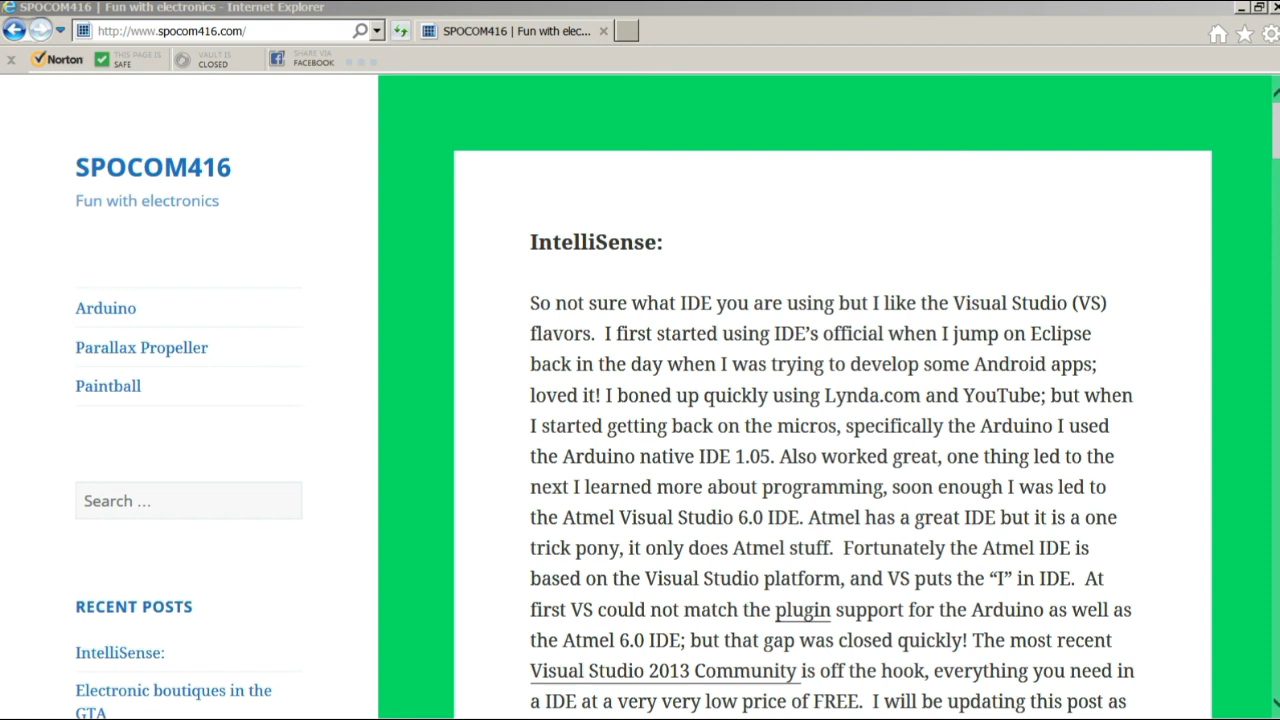 SPOCOM416 | Fun with electronics - Internet Explorer
http://www.spocom416.com/
SPOCOM416 | Fun with elec...
Norton
THIS PAGE IS
SAFE
VAULT IS
CLOSED
SHARE VIA
FACEBOOK
SPOCOM416
Fun with electronics
Arduino
Parallax Propeller
Paintball
Search ...
RECENT POSTS
IntelliSense:
Electronic boutiques in the
GTA
IntelliSense:
So not sure what IDE you are using but I like the Visual Studio (VS)
flavors.  I first started using IDE’s official when I jump on Eclipse
back in the day when I was trying to develop some Android apps;
loved it! I boned up quickly using Lynda.com and YouTube; but when
I started getting back on the micros, specifically the Arduino I used
the Arduino native IDE 1.05. Also worked great, one thing led to the
next I learned more about programming, soon enough I was led to
the Atmel Visual Studio 6.0 IDE. Atmel has a great IDE but it is a one
trick pony, it only does Atmel stuff.  Fortunately the Atmel IDE is
based on the Visual Studio platform, and VS puts the “I” in IDE.  At
first VS could not match the plugin support for the Arduino as well as
the Atmel 6.0 IDE; but that gap was closed quickly! The most recent
Visual Studio 2013 Community is off the hook, everything you need in
a IDE at a very very low price of FREE.  I will be updating this post as